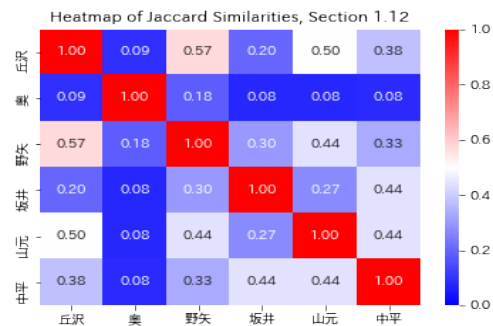 Heatmap of Jaccard Similarities, Section 1.12
丘沢 1.00 0.09 0.57 0.20 0.50 0.38
奥 0.09 1.00 0.18 0.08 0.08 0.08
野矢 0.57 0.18 1.00 0.30 0.44 0.33
坂井 0.20 0.08 0.30 1.00 0.27 0.44
山元 0.50 0.08 0.44 0.27 1.00 0.44
中平 0.38 0.08 0.33 0.44 0.44 1.00
丘沢 奥 野矢 坂井 山元 中平
1.0
0.8
0.6
0.4
0.2
0.0